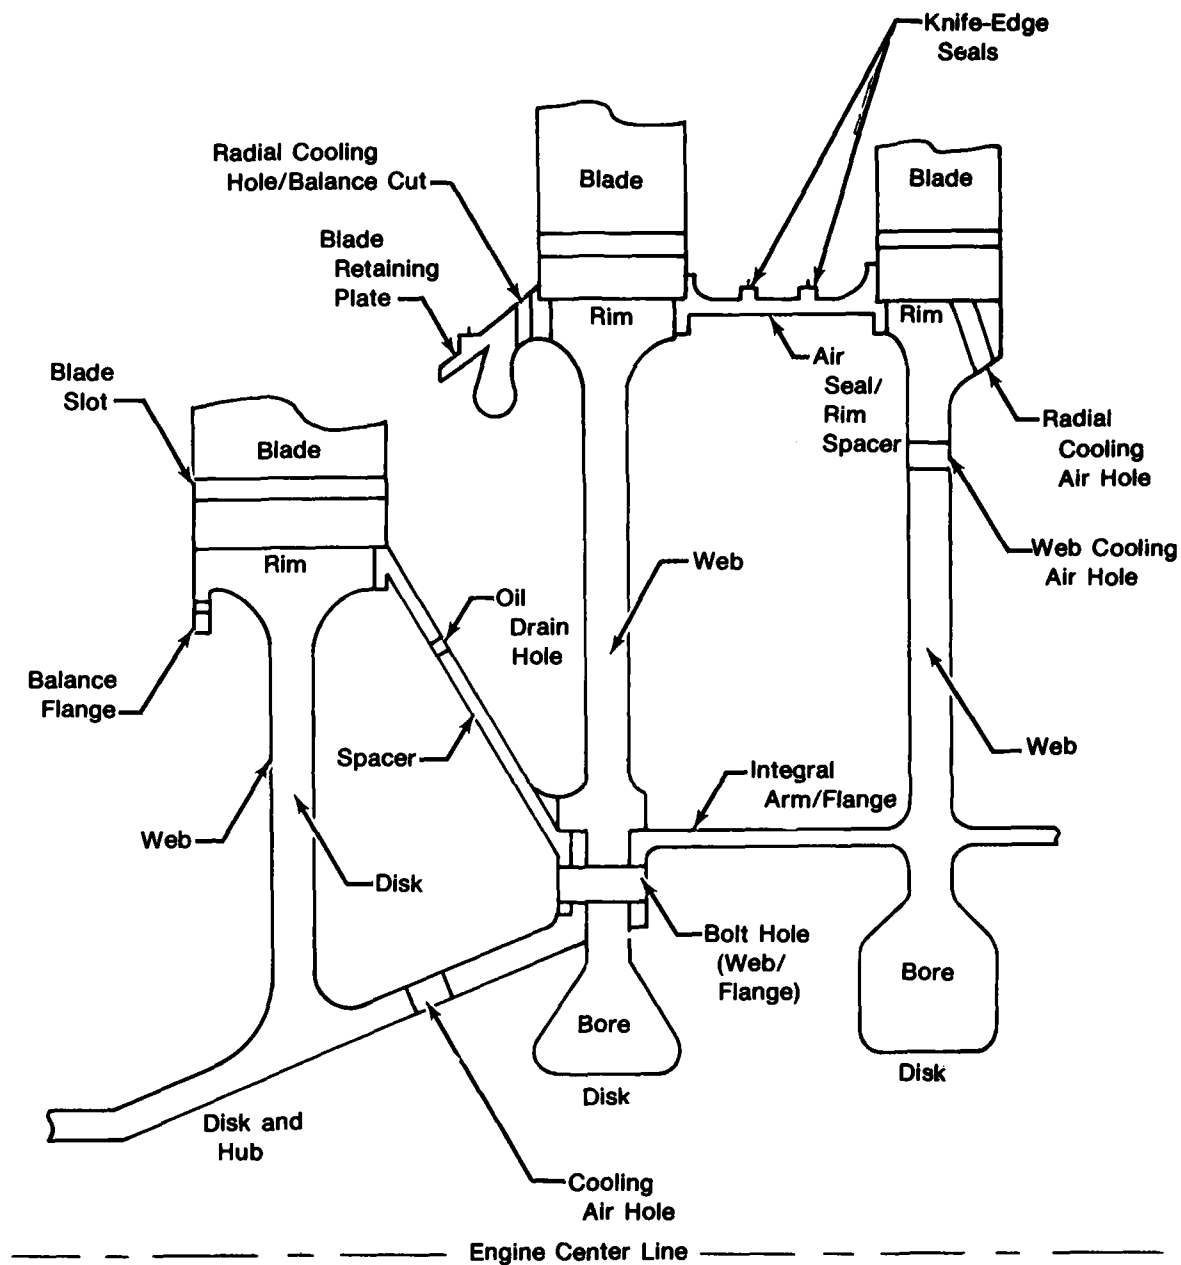 Knife-Edge
Seals
Radial Cooling
Hole/Balance Cut
Blade
Blade
Blade
Retaining
Plate
Rim
Rim
Air
Seal/
Rim
Spacer
Blade
Slot
Radial
Cooling
Air Hole
Blade
Web Cooling
Air Hole
Rim
Web
Oil
Drain
Hole
Balance
Flange
Spacer
Web
Integral
Arm/Flange
Web
Disk
Bolt Hole
(Web/
Flange)
Bore
Bore
Disk
Disk
Disk and
Hub
Cooling
Air Hole
Engine Center Line